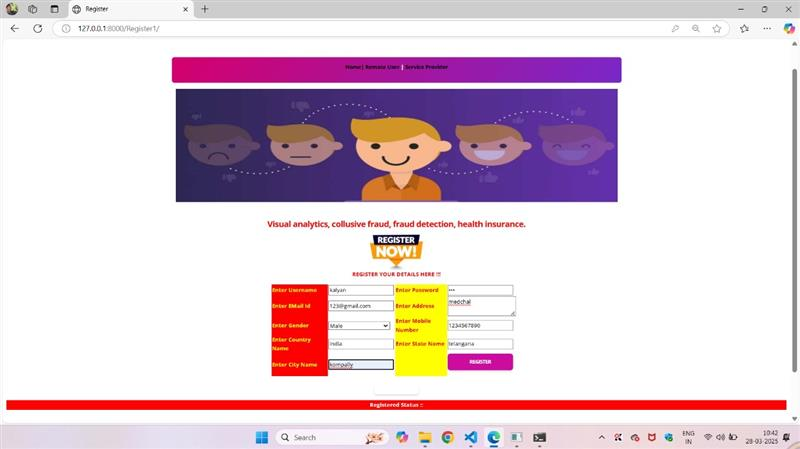 Register
127.0.0.1:8000/Register1/
Home| Remote User | Service Provider
Visual analytics, collusive fraud, fraud detection, health insurance.
REGISTER
NOW!
REGISTER YOUR DETAILS HERE !!!
Enter Username kalyan Enter Password •••
Enter EMail Id 123@gmail.com Enter Address medchal
Enter Gender Male Enter Mobile Number 1234567890
Enter Country Name india Enter State Name telangana
Enter City Name kompally REGISTER
Registered Status ::
Search
ENG
IN
10:42
28-03-2025